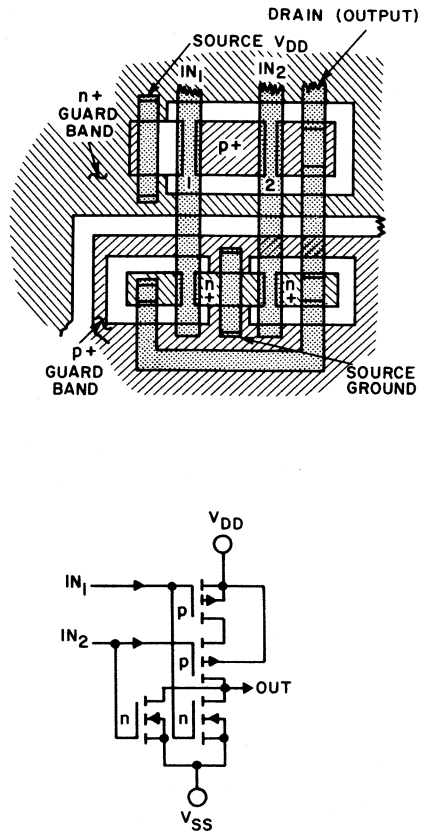 DRAIN (OUTPUT)
SOURCE VDD
IN1
IN2
n+
GUARD
BAND
p+
1
2
n
+
n
+
p+
GUARD
BAND
SOURCE
GROUND
VDD
IN1
p
IN2
p
OUT
n
n
VSS